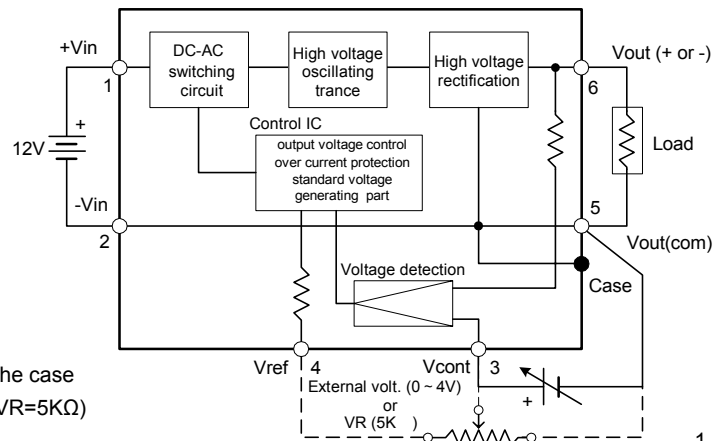 +Vin
1
DC-AC
switching
circuit
High voltage
oscillating
trance
High voltage
rectification
Vout (+ or -)
6
12V
+
Control IC
output voltage control
over current protection
standard voltage
generating part
Load
-Vin
2
5
Vout(com)
Voltage detection
Case
Vref
4
Vcont
3
he case
VR=5KΩ)
External volt. (0 ~ 4V)
or
VR (5K )
+
1